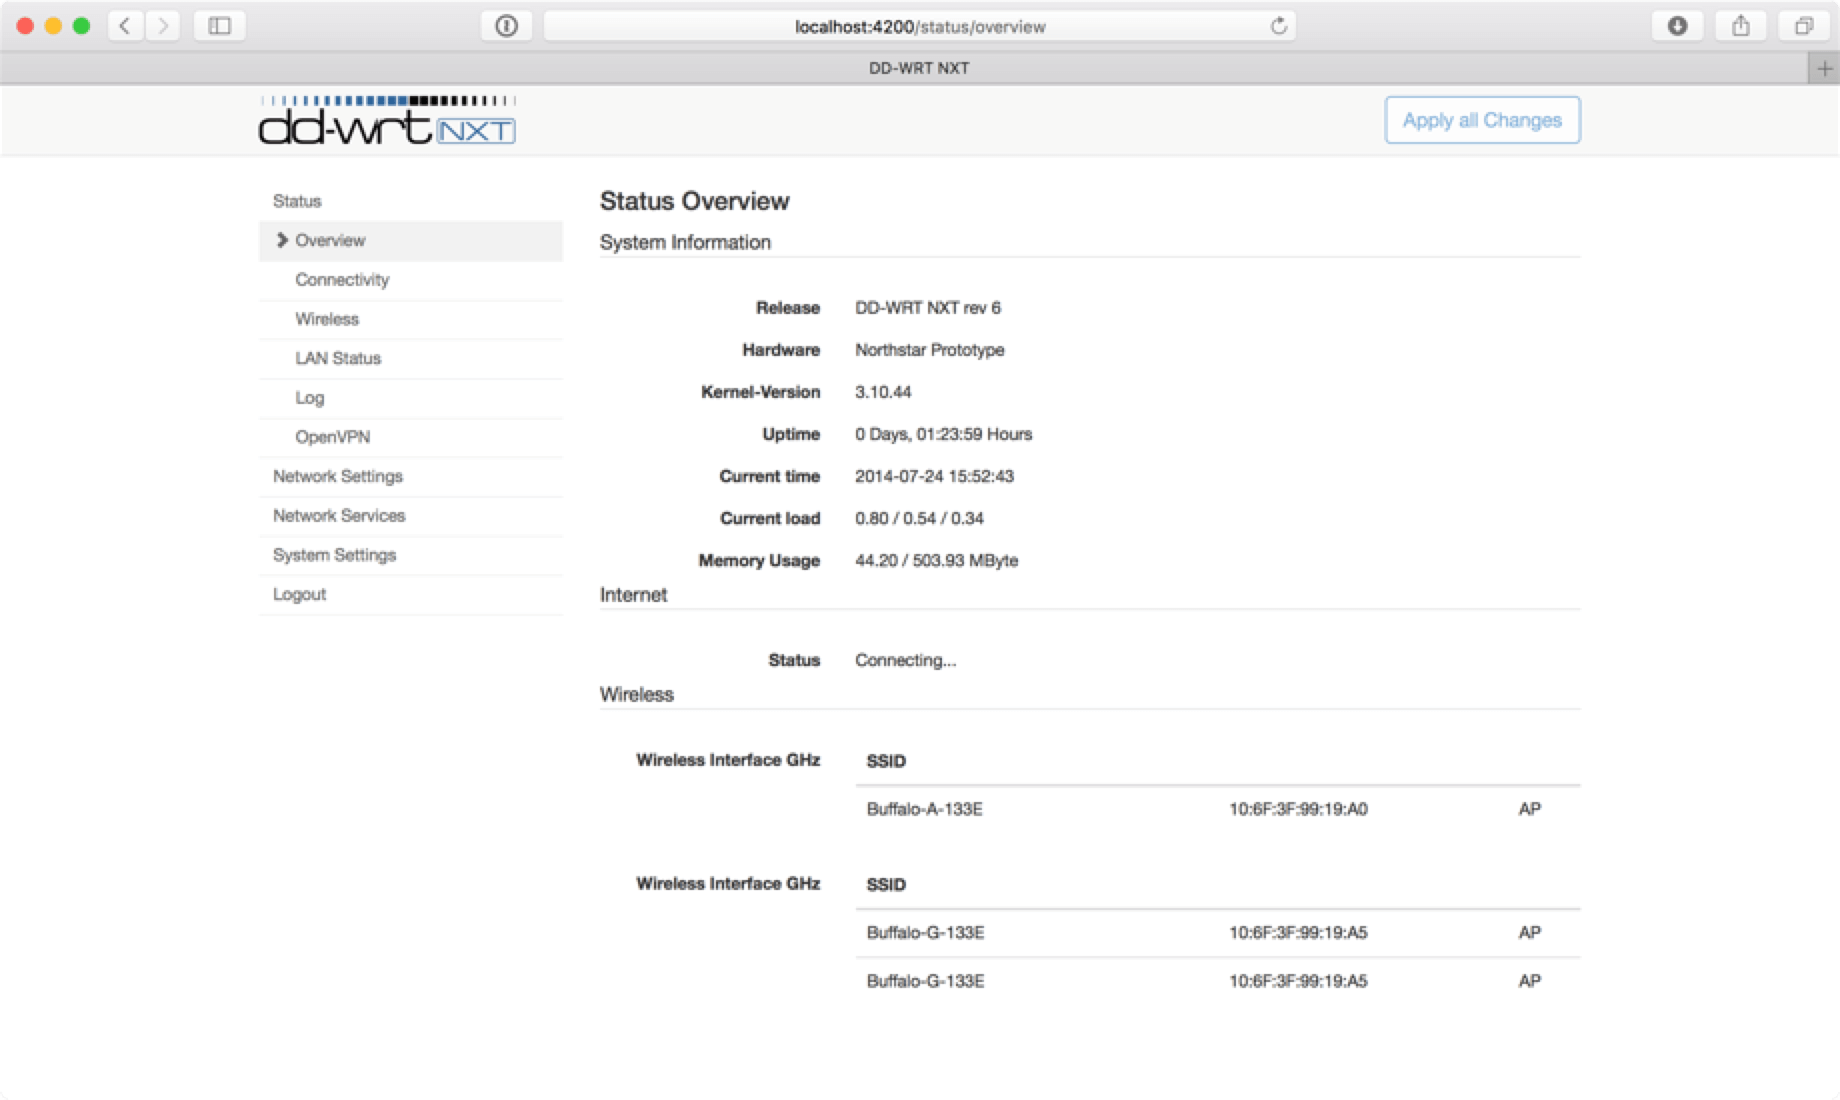 localhost:4200/status/overview
DD-WRT NXT
dd-wrt NXT
Apply all Changes
Status
Overview
Connectivity
Wireless
LAN Status
Log
OpenVPN
Network Settings
Network Services
System Settings
Logout
Status Overview
System Information
Release DD-WRT NXT rev 6
Hardware Northstar Prototype
Kernel-Version 3.10.44
Uptime 0 Days, 01:23:59 Hours
Current time 2014-07-24 15:52:43
Current load 0.80 / 0.54 / 0.34
Memory Usage 44.20 / 503.93 MByte
Internet
Status Connecting...
Wireless
Wireless Interface GHz SSID
Buffalo-A-133E 10:6F:3F:99:19:A0 AP
Wireless Interface GHz SSID
Buffalo-G-133E 10:6F:3F:99:19:A5 AP
Buffalo-G-133E 10:6F:3F:99:19:A5 AP